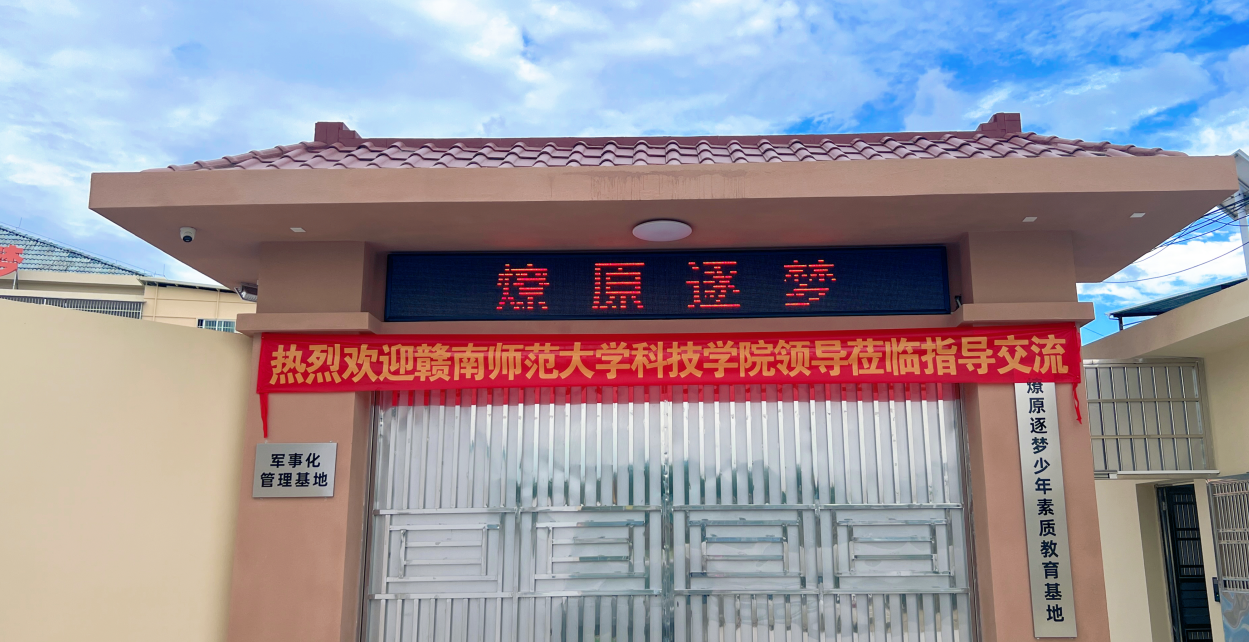 燎原逐梦
热烈欢迎赣南师范大学科技学院领导莅临指导交流
军事化
管理基地
燎原逐梦少年素质教育基地
梦